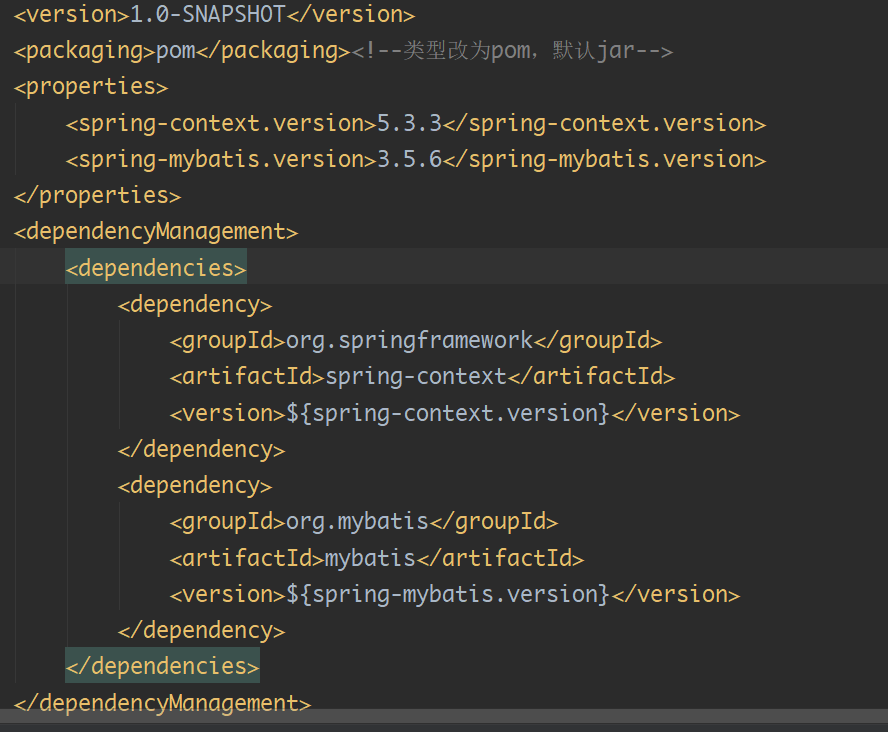 <version>1.0-SNAPSHOT</version>
<packaging>pom</packaging><!--类型改为pom，默认jar-->
<properties>
    <spring-context.version>5.3.3</spring-context.version>
    <spring-mybatis.version>3.5.6</spring-mybatis.version>
</properties>
<dependencyManagement>
    <dependencies>
        <dependency>
            <groupId>org.springframework</groupId>
            <artifactId>spring-context</artifactId>
            <version>${spring-context.version}</version>
        </dependency>
        <dependency>
            <groupId>org.mybatis</groupId>
            <artifactId>mybatis</artifactId>
            <version>${spring-mybatis.version}</version>
        </dependency>
    </dependencies>
</dependencyManagement>